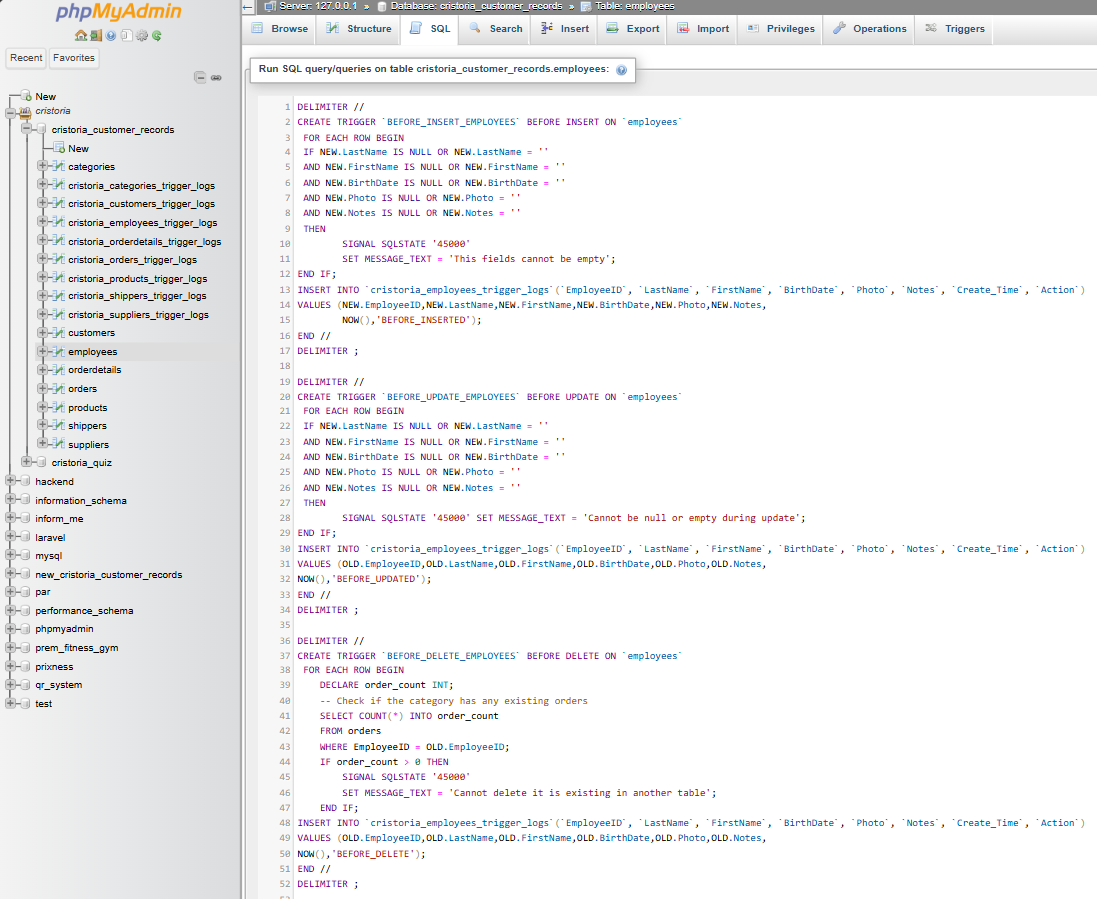 phpMyAdmin
Recent
Favorites
New
cristoria
cristoria_customer_records
New
categories
cristoria_categories_trigger_logs
cristoria_customers_trigger_logs
cristoria_employees_trigger_logs
cristoria_orderdetails_trigger_logs
cristoria_orders_trigger_logs
cristoria_products_trigger_logs
cristoria_shippers_trigger_logs
cristoria_suppliers_trigger_logs
customers
employees
orderdetails
orders
products
shippers
suppliers
cristoria_quiz
hackend
information_schema
inform_me
laravel
mysql
new_cristoria_customer_records
par
performance_schema
phpmyadmin
prem_fitness_gym
prixness
qr_system
test
Server: 127.0.0.1 » Database: cristoria_customer_records » Table: employees
Browse Structure SQL Search Insert Export Import Privileges Operations Triggers
Run SQL query/queries on table cristoria_customer_records.employees:
1 DELIMITER //
2 CREATE TRIGGER `BEFORE_INSERT_EMPLOYEES` BEFORE INSERT ON `employees`
3 FOR EACH ROW BEGIN
4 IF NEW.LastName IS NULL OR NEW.LastName = ''
5 AND NEW.FirstName IS NULL OR NEW.FirstName = ''
6 AND NEW.BirthDate IS NULL OR NEW.BirthDate = ''
7 AND NEW.Photo IS NULL OR NEW.Photo = ''
8 AND NEW.Notes IS NULL OR NEW.Notes = ''
9 THEN
10 SIGNAL SQLSTATE '45000'
11 SET MESSAGE_TEXT = 'This fields cannot be empty';
12 END IF;
13 INSERT INTO `cristoria_employees_trigger_logs`(`EmployeeID`, `LastName`, `FirstName`, `BirthDate`, `Photo`, `Notes`, `Create_Time`, `Action`)
14 VALUES (NEW.EmployeeID,NEW.LastName,NEW.FirstName,NEW.BirthDate,NEW.Photo,NEW.Notes,
15 NOW(),'BEFORE_INSERTED');
16 END //
17 DELIMITER ;
18
19 DELIMITER //
20 CREATE TRIGGER `BEFORE_UPDATE_EMPLOYEES` BEFORE UPDATE ON `employees`
21 FOR EACH ROW BEGIN
22 IF NEW.LastName IS NULL OR NEW.LastName = ''
23 AND NEW.FirstName IS NULL OR NEW.FirstName = ''
24 AND NEW.BirthDate IS NULL OR NEW.BirthDate = ''
25 AND NEW.Photo IS NULL OR NEW.Photo = ''
26 AND NEW.Notes IS NULL OR NEW.Notes = ''
27 THEN
28 SIGNAL SQLSTATE '45000' SET MESSAGE_TEXT = 'Cannot be null or empty during update';
29 END IF;
30 INSERT INTO `cristoria_employees_trigger_logs`(`EmployeeID`, `LastName`, `FirstName`, `BirthDate`, `Photo`, `Notes`, `Create_Time`, `Action`)
31 VALUES (OLD.EmployeeID,OLD.LastName,OLD.FirstName,OLD.BirthDate,OLD.Photo,OLD.Notes,
32 NOW(),'BEFORE_UPDATED');
33 END //
34 DELIMITER ;
35
36 DELIMITER //
37 CREATE TRIGGER `BEFORE_DELETE_EMPLOYEES` BEFORE DELETE ON `employees`
38 FOR EACH ROW BEGIN
39 DECLARE order_count INT;
40 -- Check if the category has any existing orders
41 SELECT COUNT(*) INTO order_count
42 FROM orders
43 WHERE EmployeeID = OLD.EmployeeID;
44 IF order_count > 0 THEN
45 SIGNAL SQLSTATE '45000'
46 SET MESSAGE_TEXT = 'Cannot delete it is existing in another table';
47 END IF;
48 INSERT INTO `cristoria_employees_trigger_logs`(`EmployeeID`, `LastName`, `FirstName`, `BirthDate`, `Photo`, `Notes`, `Create_Time`, `Action`)
49 VALUES (OLD.EmployeeID,OLD.LastName,OLD.FirstName,OLD.BirthDate,OLD.Photo,OLD.Notes,
50 NOW(),'BEFORE_DELETE');
51 END //
52 DELIMITER ;